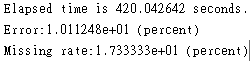 Elapsed time is 420.042642 seconds.
Error:1.011248e+01 (percent)
Missing rate:1.733333e+01 (percent)